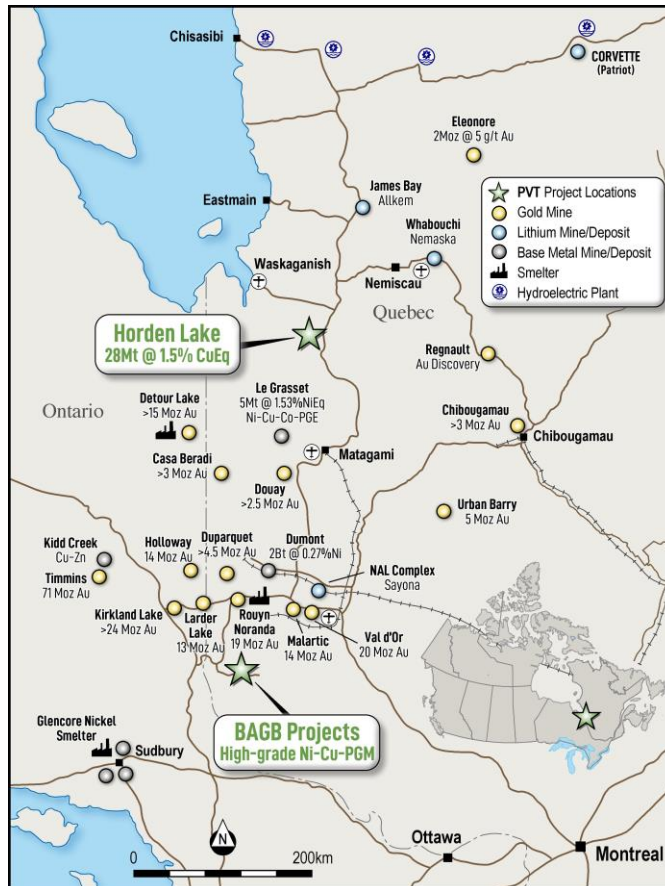 Chisasibi
CORVETTE
(Patriot)
Eleonore
2Moz @ 5 g/t Au
PVT Project Locations
Gold Mine
Lithium Mine/Deposit
Base Metal Mine/Deposit
Smelter
Hydroelectric Plant
James Bay
Allkem
Eastmain
Whabouchi
Nemaska
Waskaganish
Nemiscau
Quebec
Horden Lake
28Mt @ 1.5% CuEq
Regnault
Au Discovery
Ontario
Detour Lake
>15 Moz Au
Le Grasset
5Mt @ 1.53%NiEq
Ni-Cu-Co-PGE
Chibougamau
>3 Moz Au
Chibougamau
Matagami
Casa Beradi
>3 Moz Au
Douay
>2.5 Moz Au
Urban Barry
5 Moz Au
Kidd Creek
Cu-Zn
Timmins
71 Moz Au
Holloway
14 Moz Au
Duparquet
>4.5 Moz Au
Dumont
2Bt @ 0.27%Ni
NAL Complex
Sayona
Kirkland Lake
>24 Moz Au
Larder
Lake
13 Moz Au
Rouyn
Noranda
19 Moz Au
Malartic
14 Moz Au
Val d'Or
20 Moz Au
BAGB Projects
High-grade Ni-Cu-PGM
Glencore Nickel
Smelter
Sudbury
N
0
200km
Ottawa
Montreal